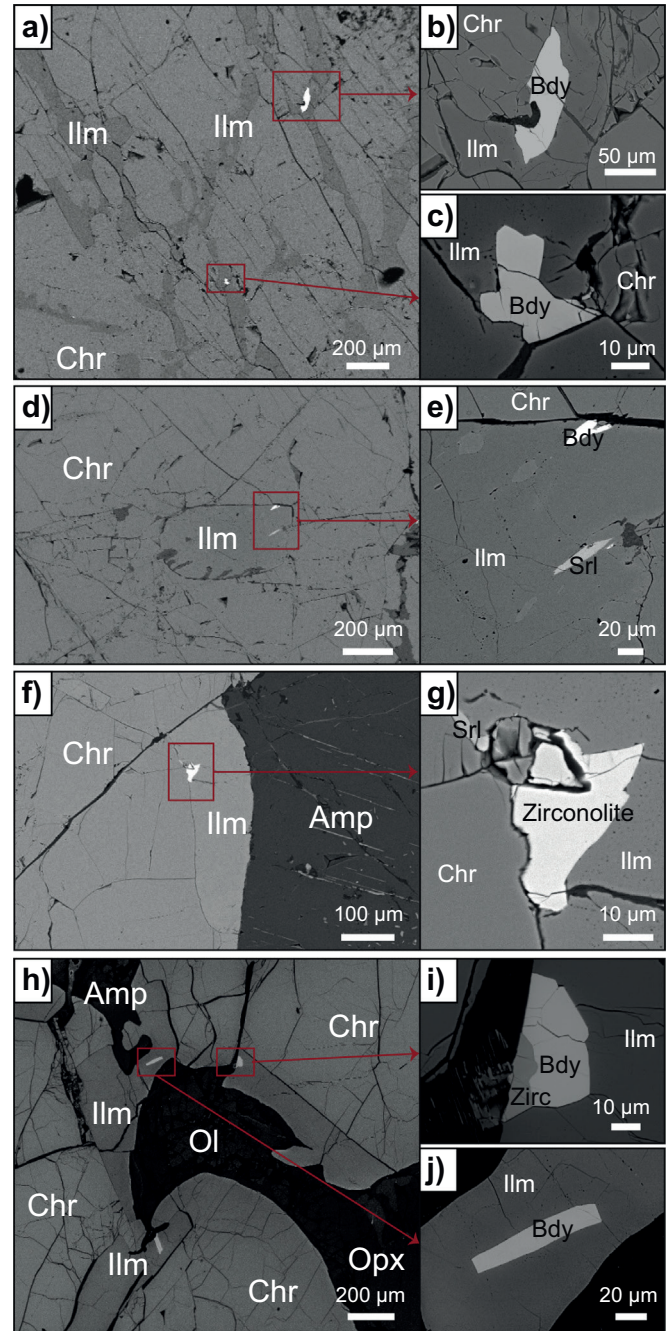 a)
Ilm
Ilm
Chr
200 µm
b)
Chr
Bdy
Ilm
50 µm
c)
Ilm
Chr
Bdy
10 µm
d)
Chr
Ilm
200 µm
e)
Chr
Bdy
Ilm
Srl
20 µm
f)
Chr
Ilm
Amp
100 µm
g)
Srl
Zirconolite
Chr
Ilm
10 µm
h)
Amp
Chr
Ilm
Ol
Chr
Ilm
Opx
Chr
200 µm
i)
Ilm
Bdy
Zirc
10 µm
j)
Ilm
Bdy
20 µm